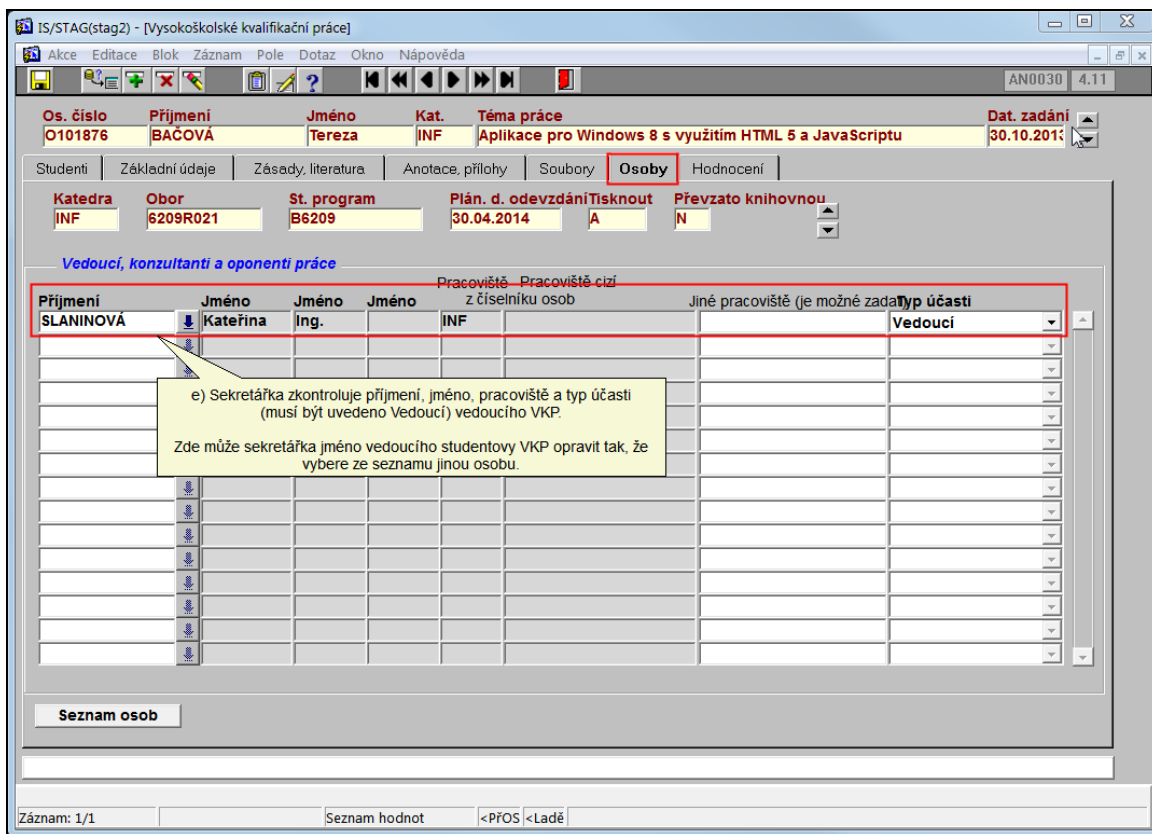 IS/STAG(stag2) - [Vysokoškolské kvalifikační práce]
Akce Editace Blok Záznam Pole Dotaz Okno Nápověda
AN0030 4.11
Os. číslo Příjmení Jméno Kat. Téma práce Dat. zadání
O101876 BAČOVÁ Tereza INF Aplikace pro Windows 8 s využitím HTML 5 a JavaScriptu 30.10.2013
Studenti Základní údaje Zásady, literatura Anotace, přílohy Soubory Osoby Hodnocení
Katedra Obor St. program Plán. d. odevzdání Tisknout Převzato knihovnou
INF 6209R021 B6209 30.04.2014 A N
Vedoucí, konzultanti a oponenti práce
Pracoviště Pracoviště cizí
Příjmení Jméno Jméno Jméno z číselníku osob Jiné pracoviště (je možné zadat) Typ účasti
SLANINOVÁ Kateřina Ing. INF Vedoucí
e) Sekretářka zkontroluje příjmení, jméno, pracoviště a typ účasti
(musí být uvedeno Vedoucí) vedoucího VKP.
Zde může sekretářka jméno vedoucího studentovy VKP opravit tak, že
vybere ze seznamu jinou osobu.
Seznam osob
Záznam: 1/1 Seznam hodnot <PřOS <Ladě